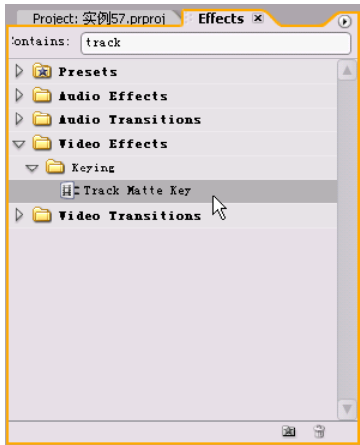 Project: 实例57.prproj Effects
Contains: track
Presets
Audio Effects
Audio Transitions
Video Effects
Keying
Track Matte Key
Video Transitions